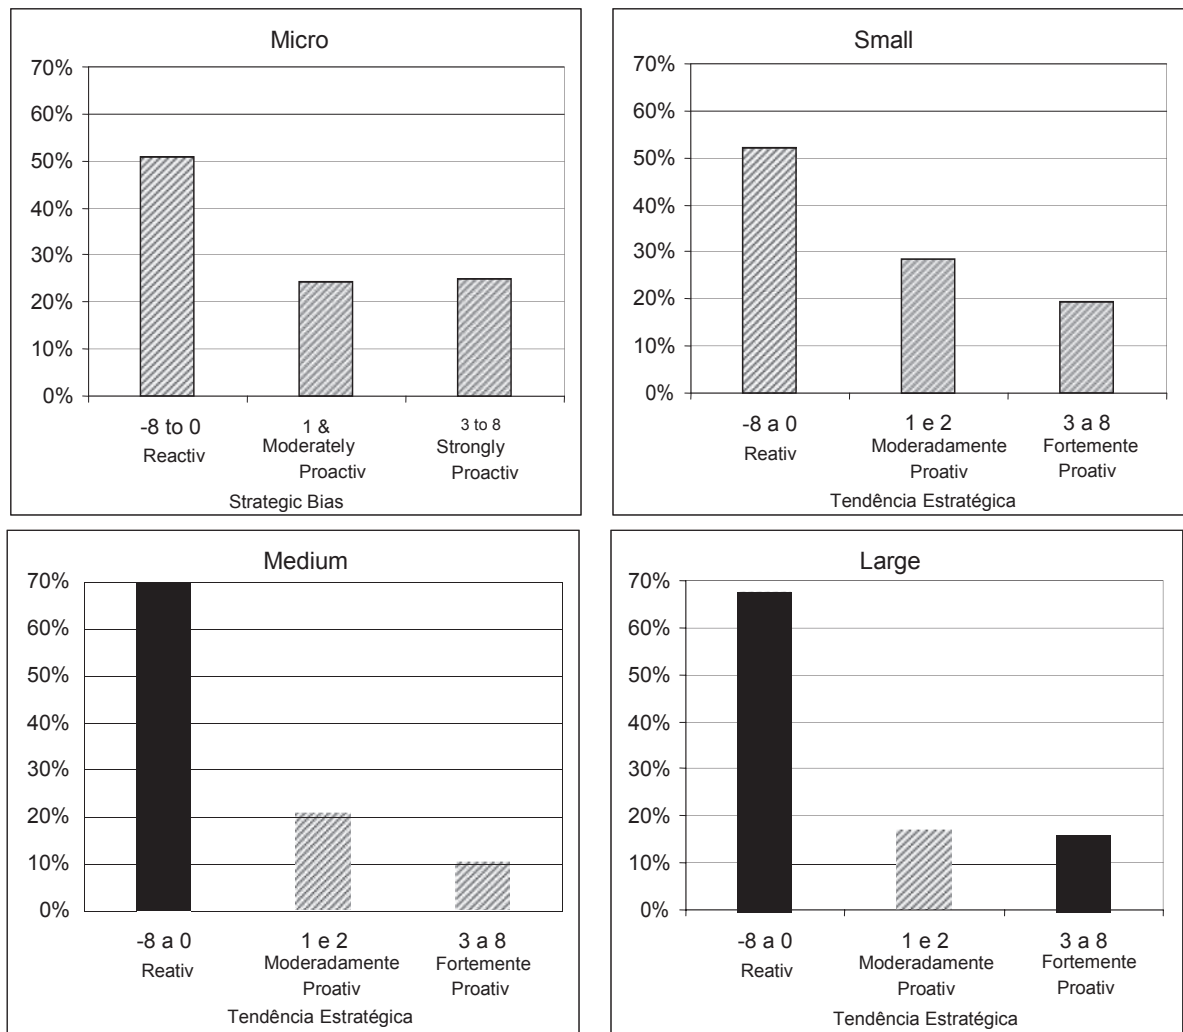 Micro
70%
60%
50%
40%
30%
20%
10%
0%
-8 to 0
1 &
3 to 8
Reactiv
Moderately
Proactiv
Strongly
Proactiv
Strategic Bias
Small
70%
60%
50%
40%
30%
20%
10%
0%
-8 a 0
1 e 2
3 a 8
Reativ
Moderadamente
Proativ
Fortemente
Proativ
Tendência Estratégica
Medium
70%
60%
50%
40%
30%
20%
10%
0%
-8 a 0
1 e 2
3 a 8
Reativ
Moderadamente
Proativ
Fortemente
Proativ
Tendência Estratégica
Large
70%
60%
50%
40%
30%
20%
10%
0%
-8 a 0
1 e 2
3 a 8
Reativ
Moderadamente
Proativ
Fortemente
Proativ
Tendência Estratégica